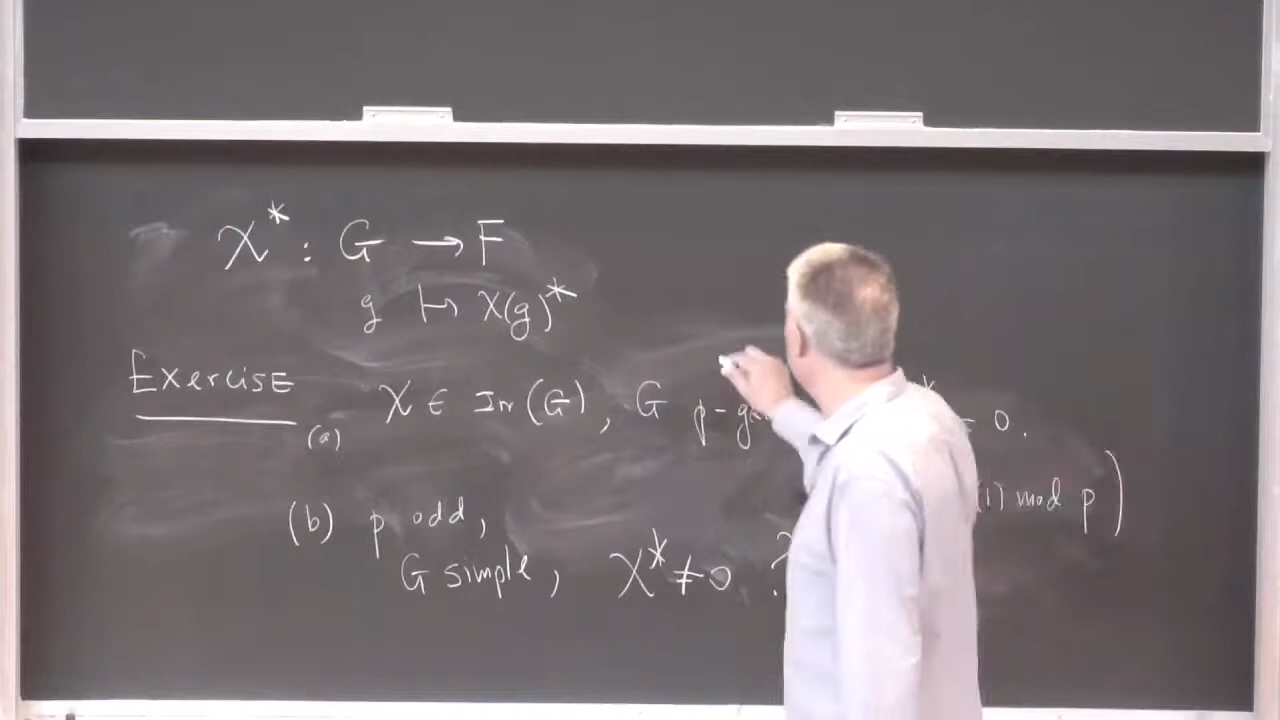 χ* : G → F
g ↦ χ(g)*
Exercise
(a) χ ∈ Irr(G), G p- = 0.
(1) mod p)
(b) p odd,
G simple, χ* ≠ 0 ?